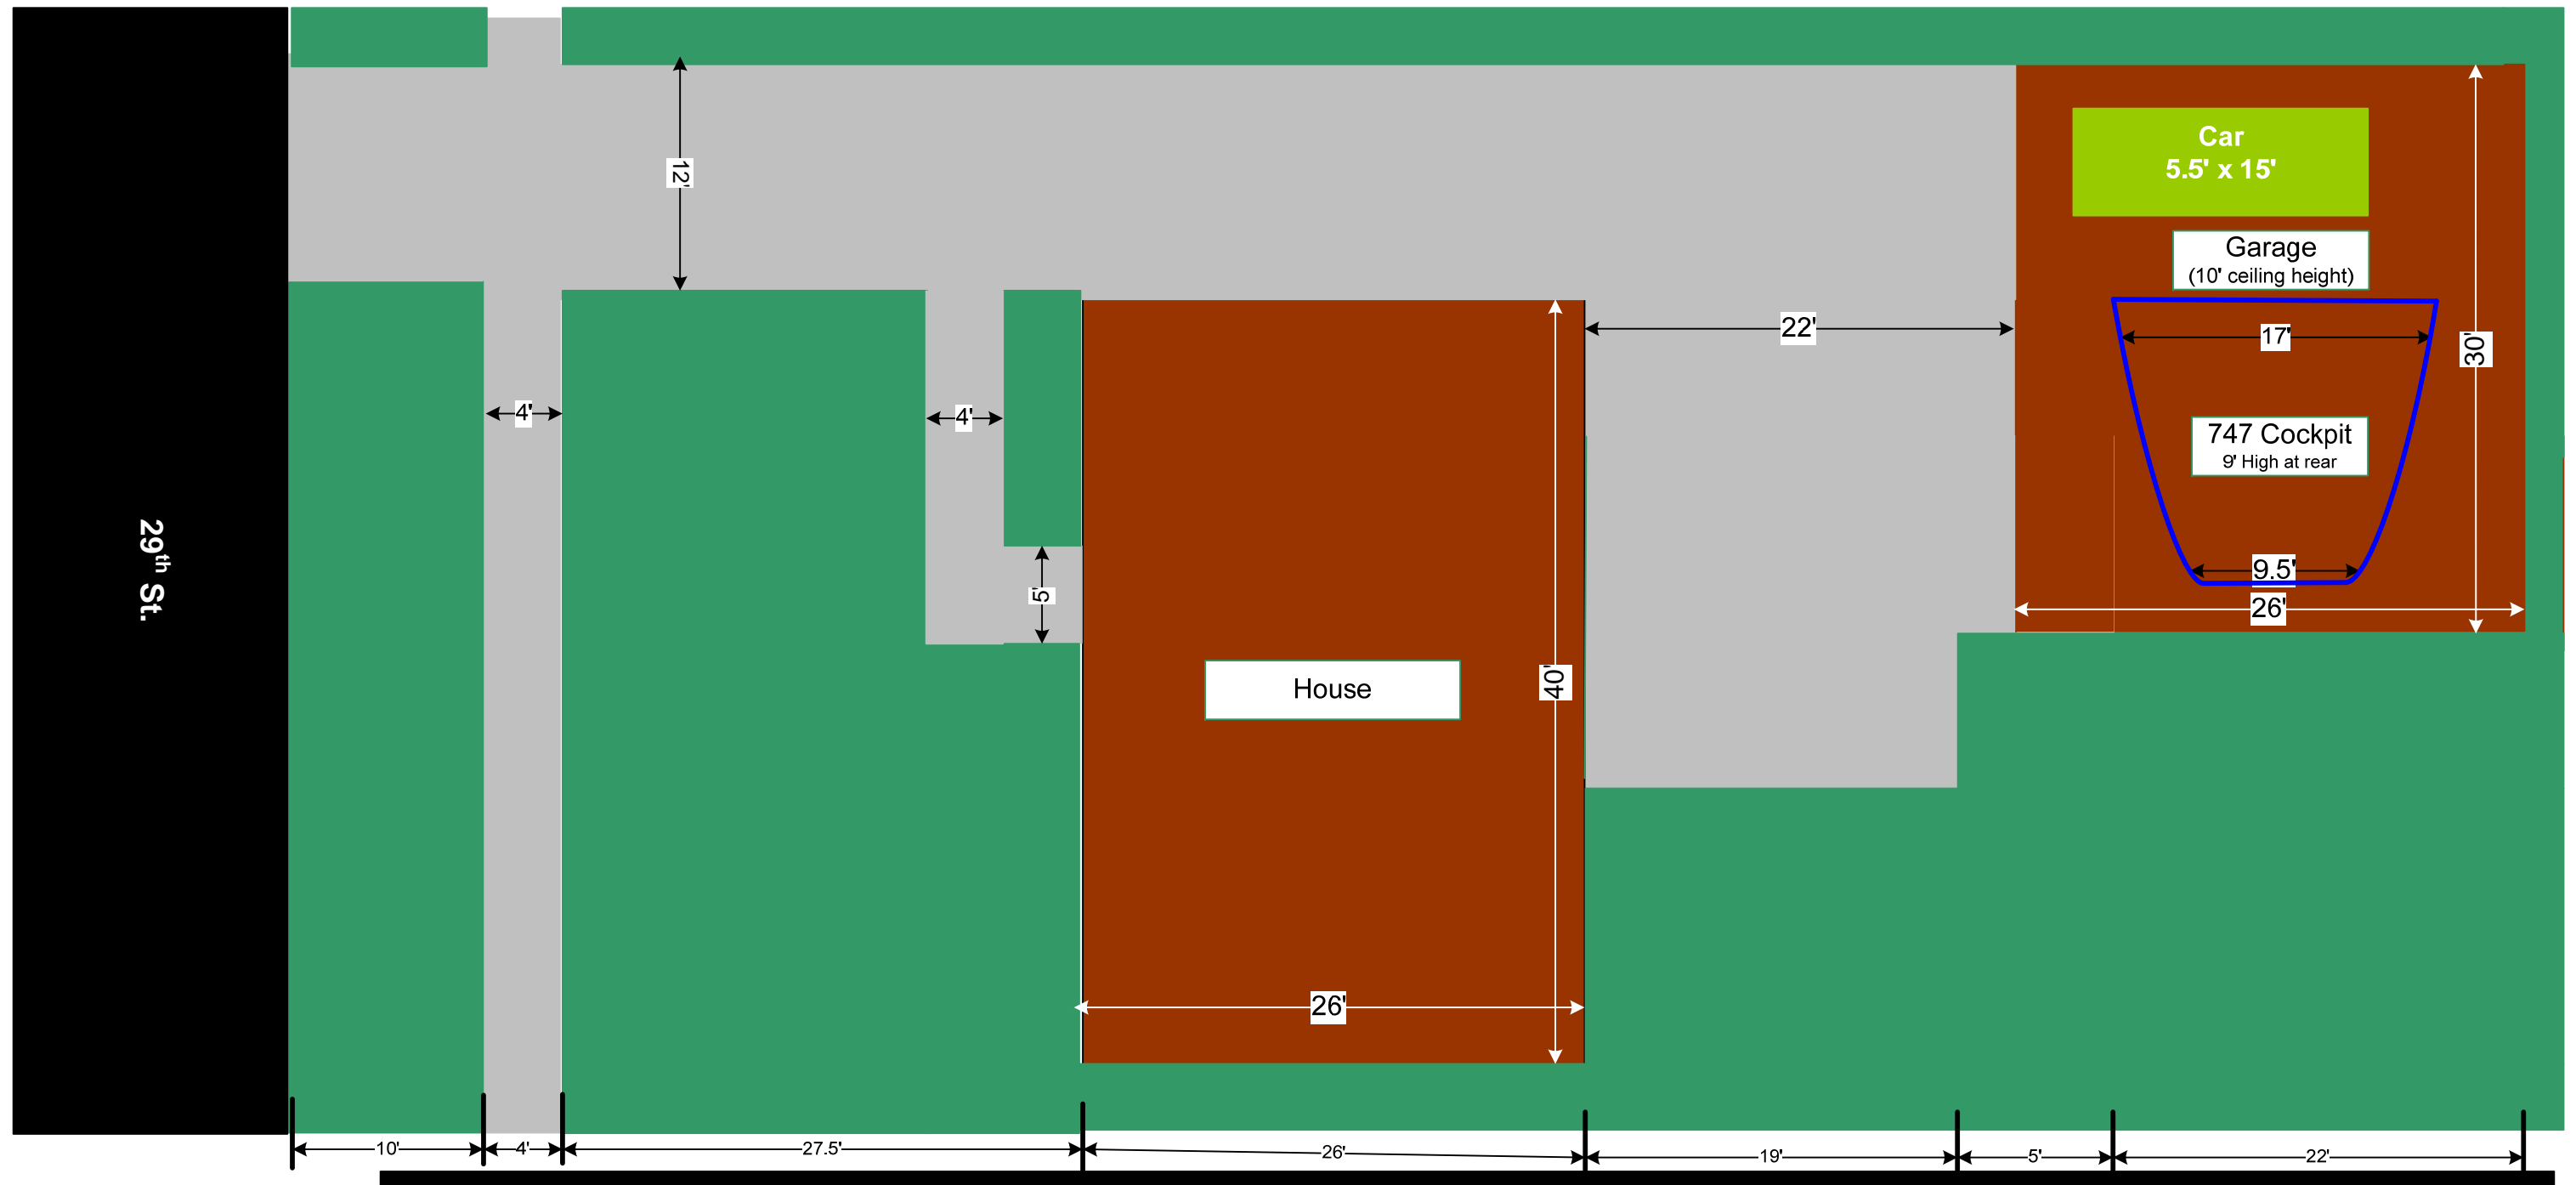 Car
5.5' x 15'
12'
Garage
(10' ceiling height)
22'
17'
30'
4'
4'
747 Cockpit
9' High at rear
29th St.
9.5'
5'
26'
House
40'
26'
10'
4'
27.5'
26'
19'
5'
22'